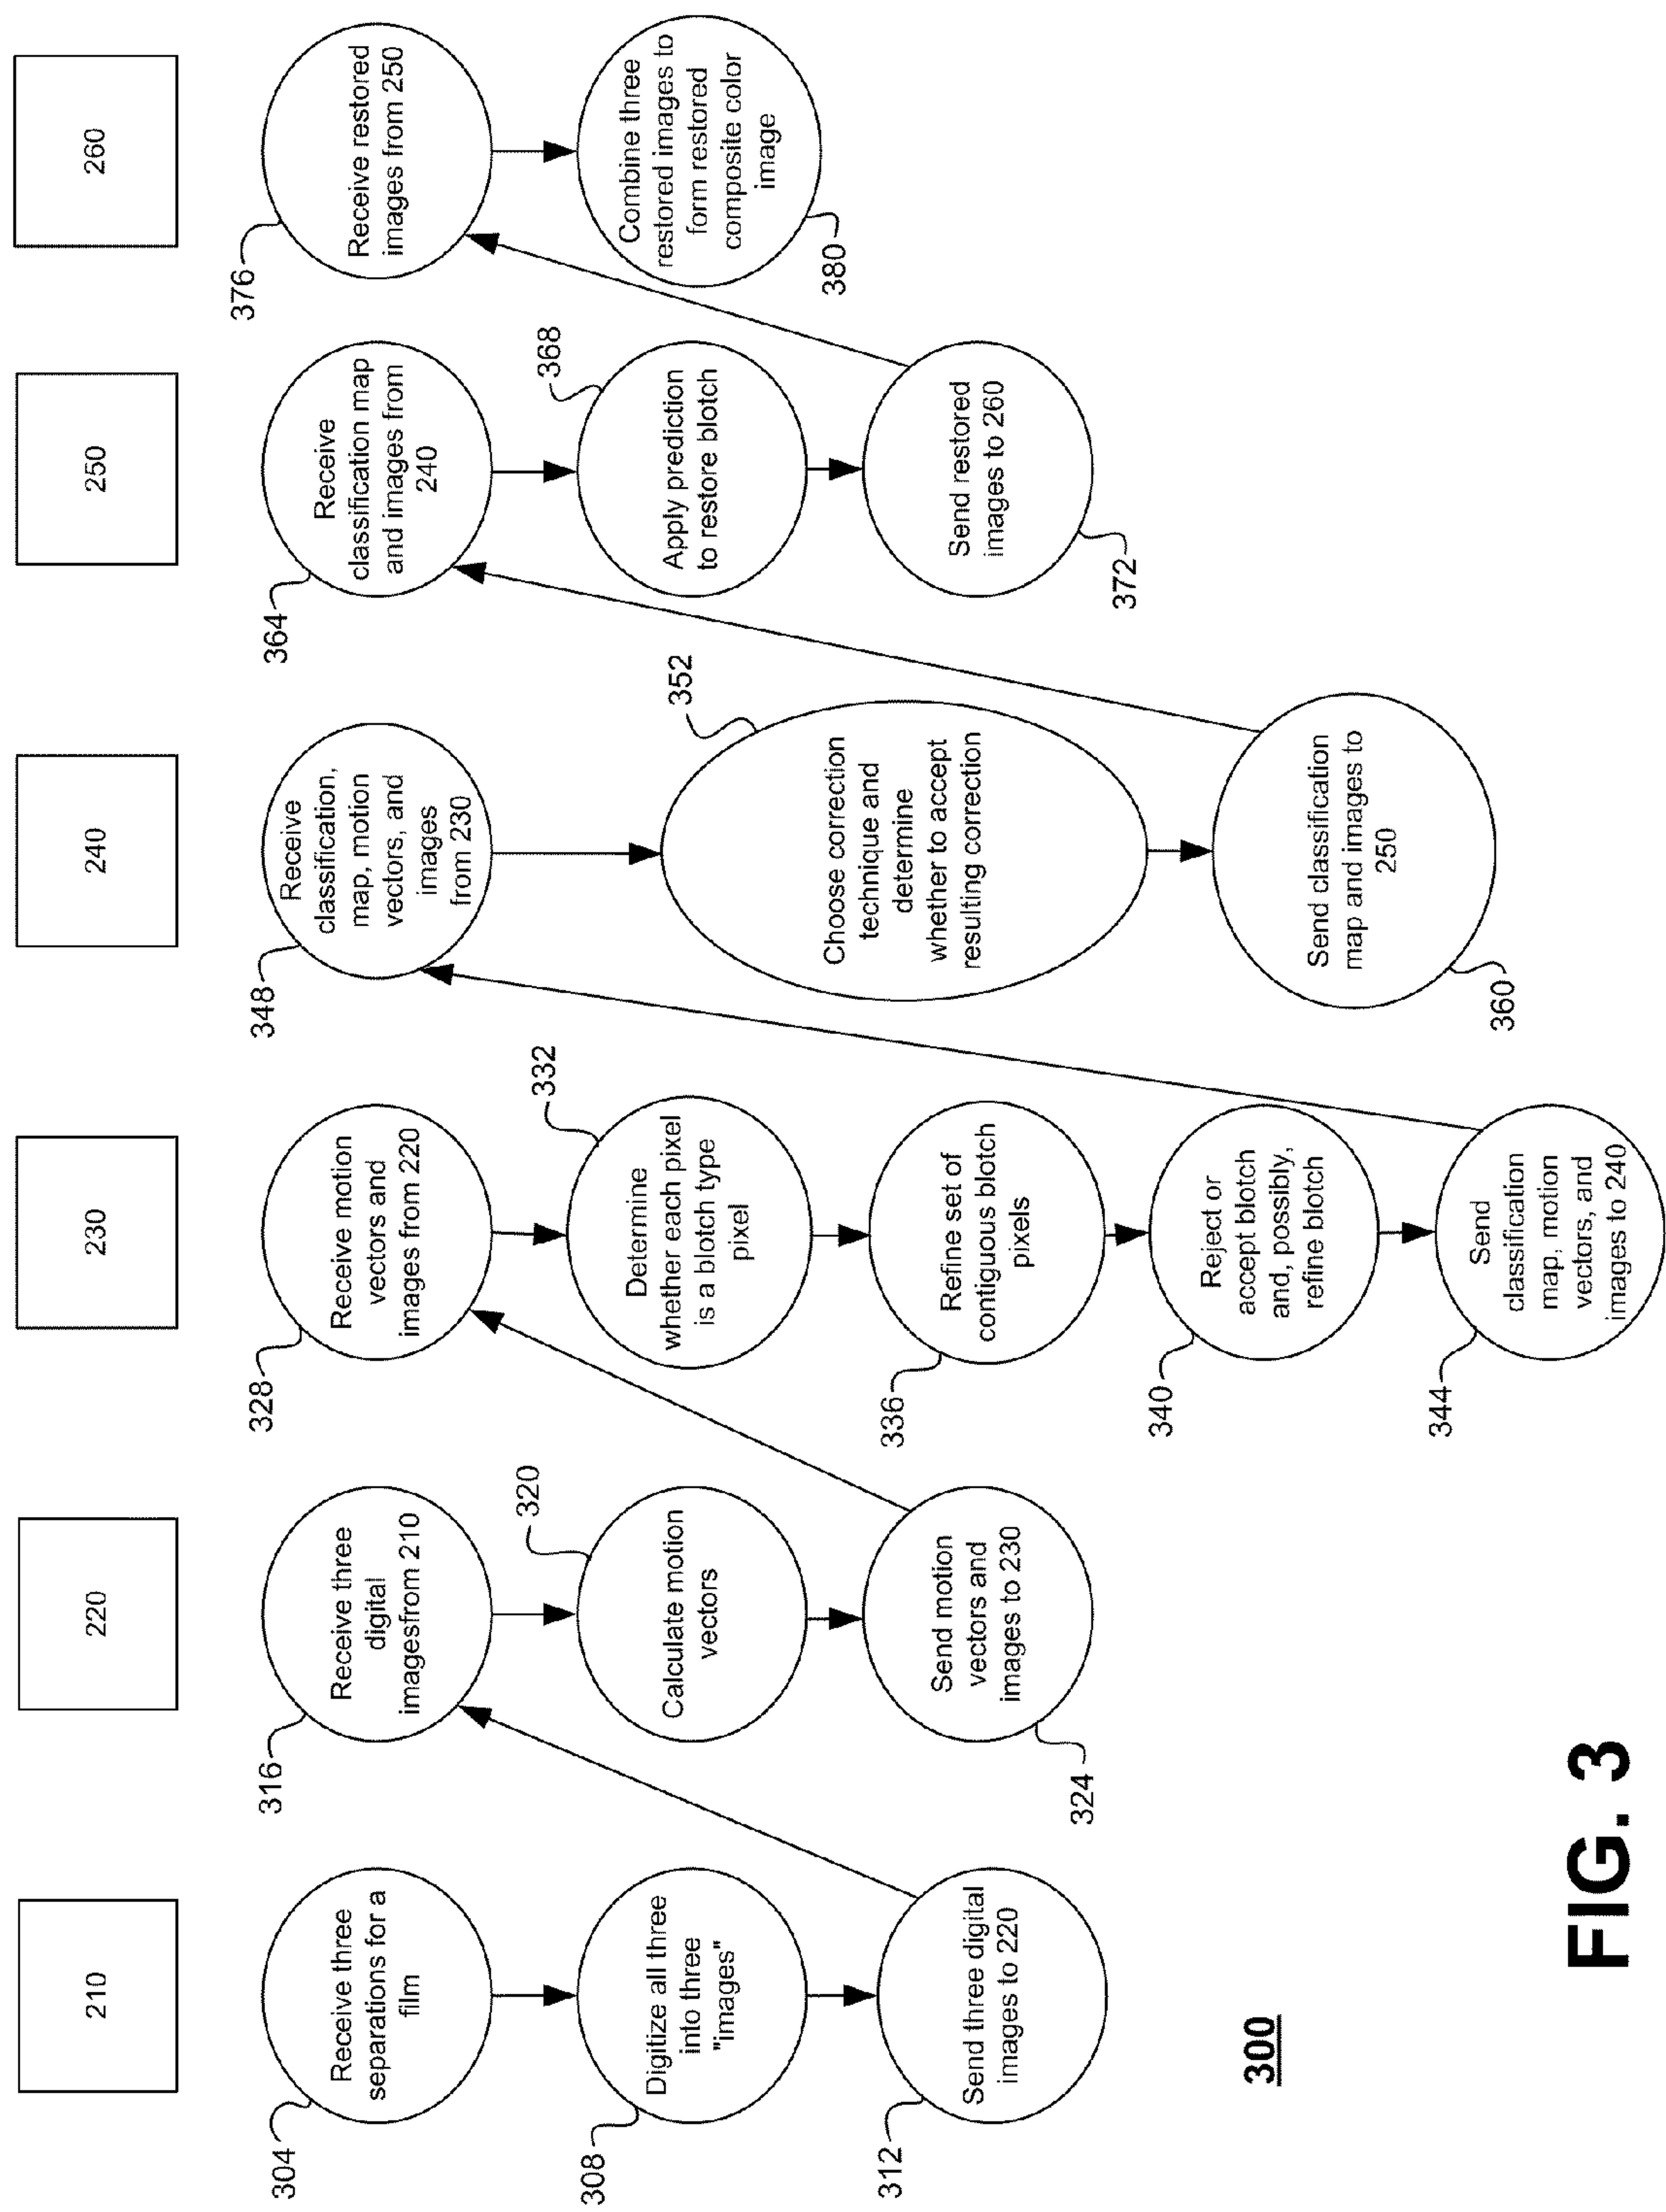 210
220
230
240
250
260
304
Receive three
separations for a
film
308
Digitize all three
into three
"images"
312
Send three digital
images to 220
316
Receive three
digital
imagesfrom 210
320
Calculate motion
vectors
324
Send motion
vectors and
images to 230
328
Receive motion
vectors and
images from 220
332
Determine
whether each pixel
is a blotch type
pixel
336
Refine set of
contiguous blotch
pixels
340
Reject or
accept blotch
and, possibly,
refine blotch
344
Send
classification
map, motion
vectors, and
images to 240
348
Receive
classification,
map, motion
vectors, and
images
from 230
352
Choose correction
technique and
determine
whether to accept
resulting correction
360
Send classification
map and images to
250
364
Receive
classification map
and images from
240
368
Apply prediction
to restore blotch
372
Send restored
images to 260
376
Receive restored
images from 250
380
Combine three
restored images to
form restored
composite color
image
300
FIG. 3